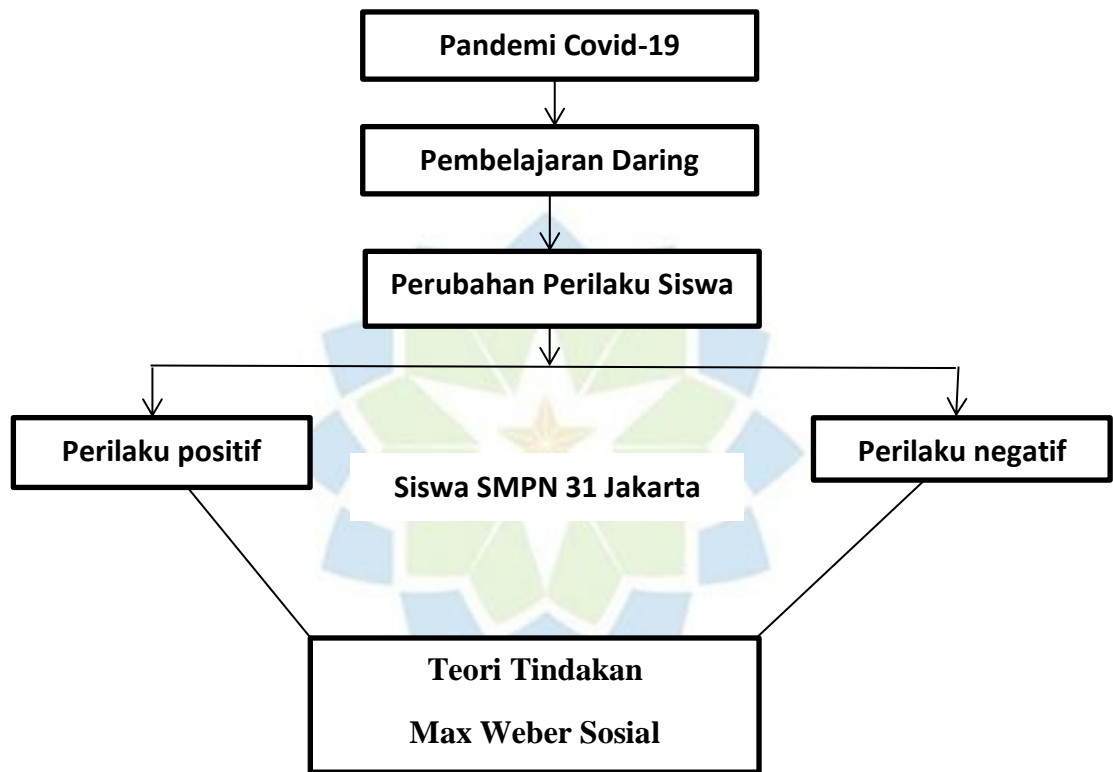 Pandemi Covid-19
Pembelajaran Daring
Perubahan Perilaku Siswa
Perilaku positif
Perilaku negatif
Siswa SMPN 31 Jakarta
Teori Tindakan
Max Weber Sosial